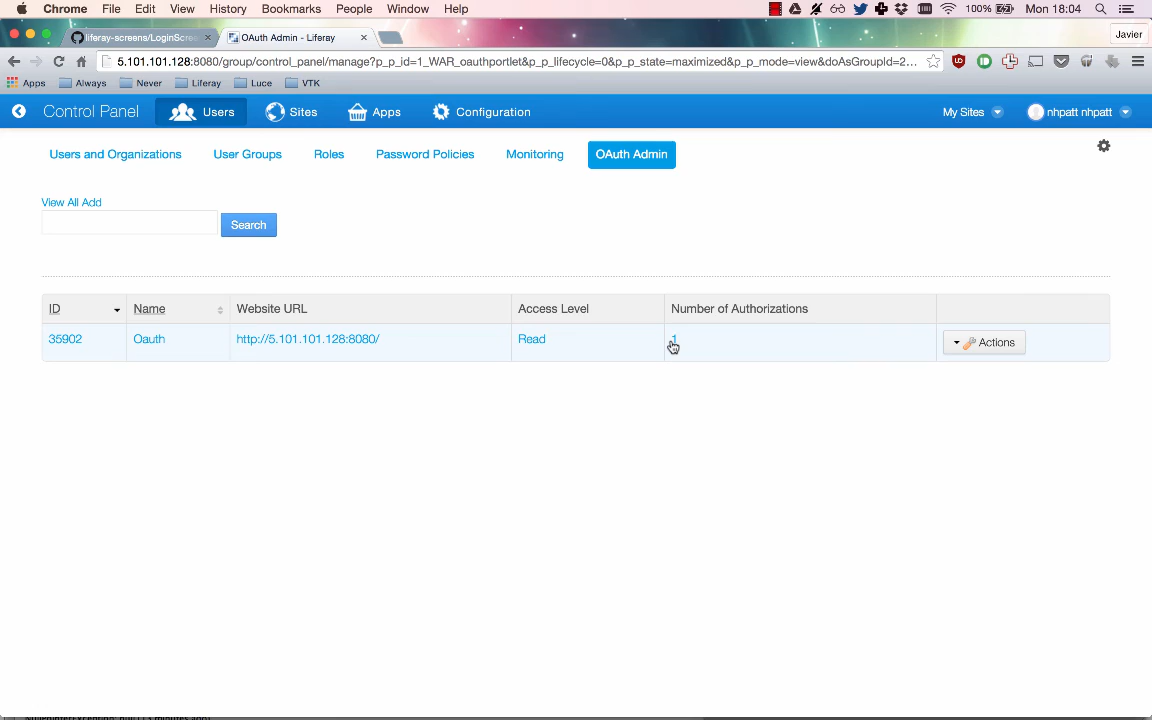 Chrome File Edit View History Bookmarks People Window Help 100% Mon 18:04
liferay-screens/LoginScre OAuth Admin - Liferay Javier
5.101.101.128:8080/group/control_panel/manage?p_p_id=1_WAR_oauthportlet&p_p_lifecycle=0&p_p_state=maximized&p_p_mode=view&doAsGroupId=2...
Apps Always Never Liferay Luce VTK
Control Panel Users Sites Apps Configuration My Sites nhpatt nhpatt
Users and Organizations User Groups Roles Password Policies Monitoring OAuth Admin
View All Add
Search
ID Name Website URL Access Level Number of Authorizations
35902 Oauth http://5.101.101.128:8080/ Read 1 Actions